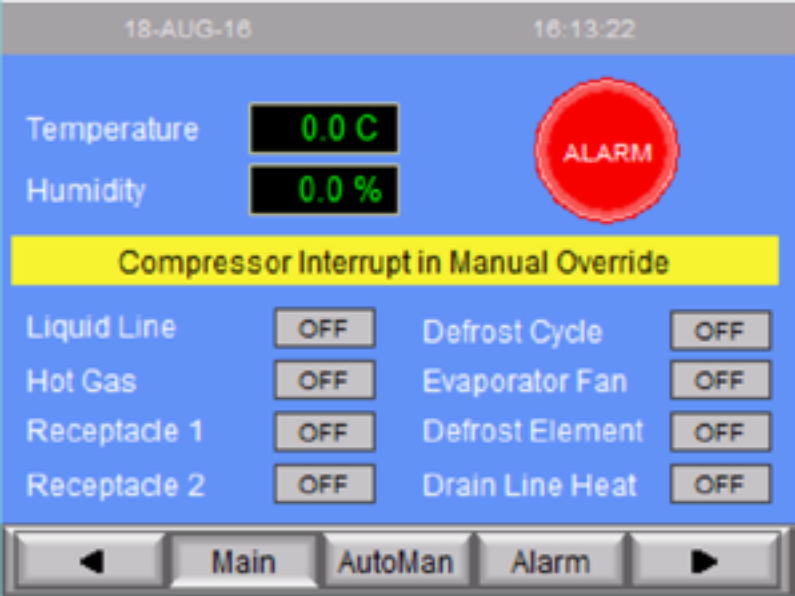 18-AUG-16 16:13:22
Temperature 0.0 C
ALARM
Humidity 0.0 %
Compressor Interrupt in Manual Override
Liquid Line OFF Defrost Cycle OFF
Hot Gas OFF Evaporator Fan OFF
Receptacle 1 OFF Defrost Element OFF
Receptacle 2 OFF Drain Line Heat OFF
Main AutoMan Alarm